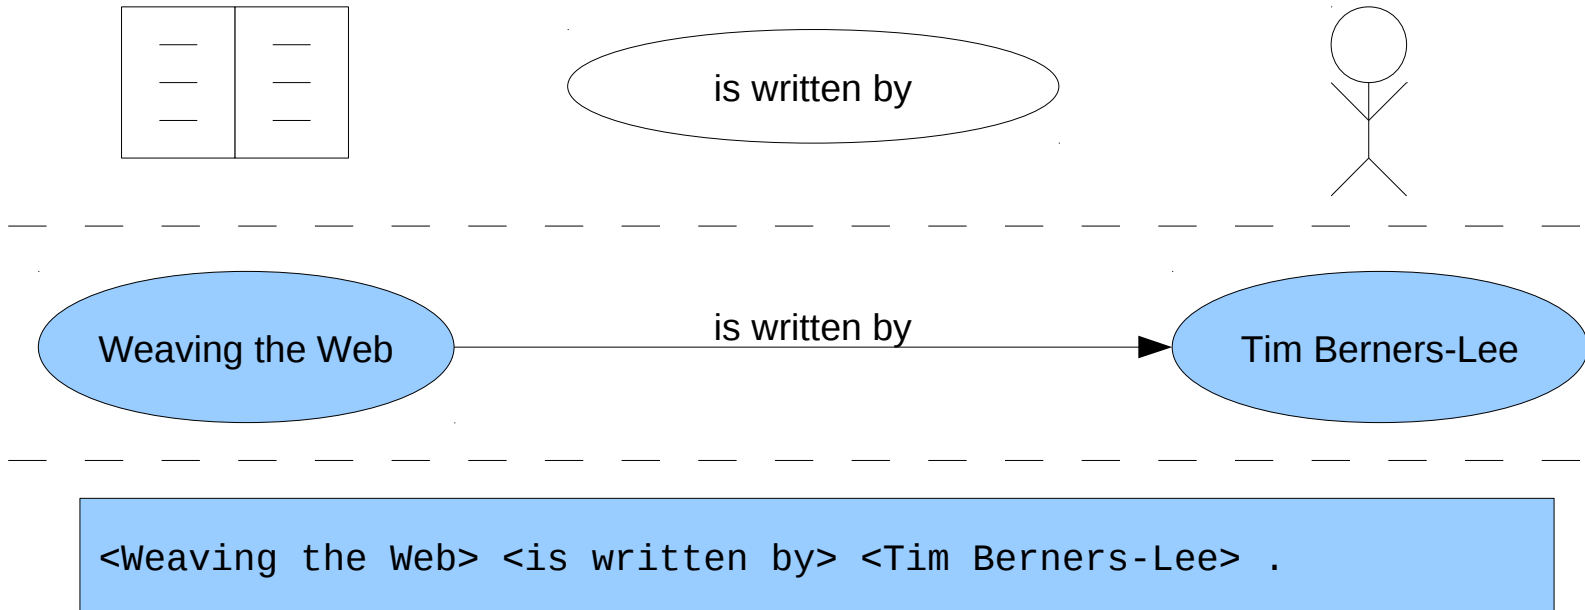 is written by
Weaving the Web
is written by
Tim Berners-Lee
<Weaving the Web> <is written by> <Tim Berners-Lee> .